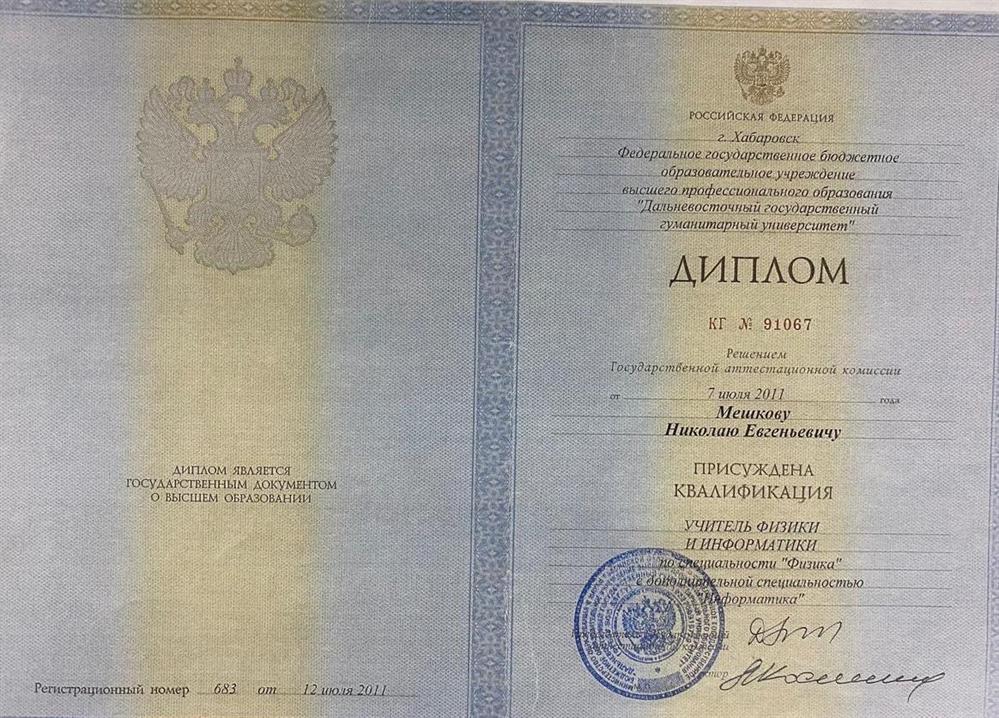 ДИПЛОМ ЯВЛЯЕТСЯ
ГОСУДАРСТВЕННЫМ ДОКУМЕНТОМ
О ВЫСШЕМ ОБРАЗОВАНИИ
Регистрационный номер 683 от 12 июля 2011
РОССИЙСКАЯ ФЕДЕРАЦИЯ
г. Хабаровск
Федеральное государственное бюджетное
образовательное учреждение
высшего профессионального образования
"Дальневосточный государственный
гуманитарный университет"
ДИПЛОМ
КГ № 91067
Решением
Государственной аттестационной комиссии
от 7 июля 2011 года
Мешкову
Николаю Евгеньевичу
ПРИСУЖДЕНА
КВАЛИФИКАЦИЯ
УЧИТЕЛЬ ФИЗИКИ
И ИНФОРМАТИКИ
по специальности "Физика"
с дополнительной специальностью
"Информатика"